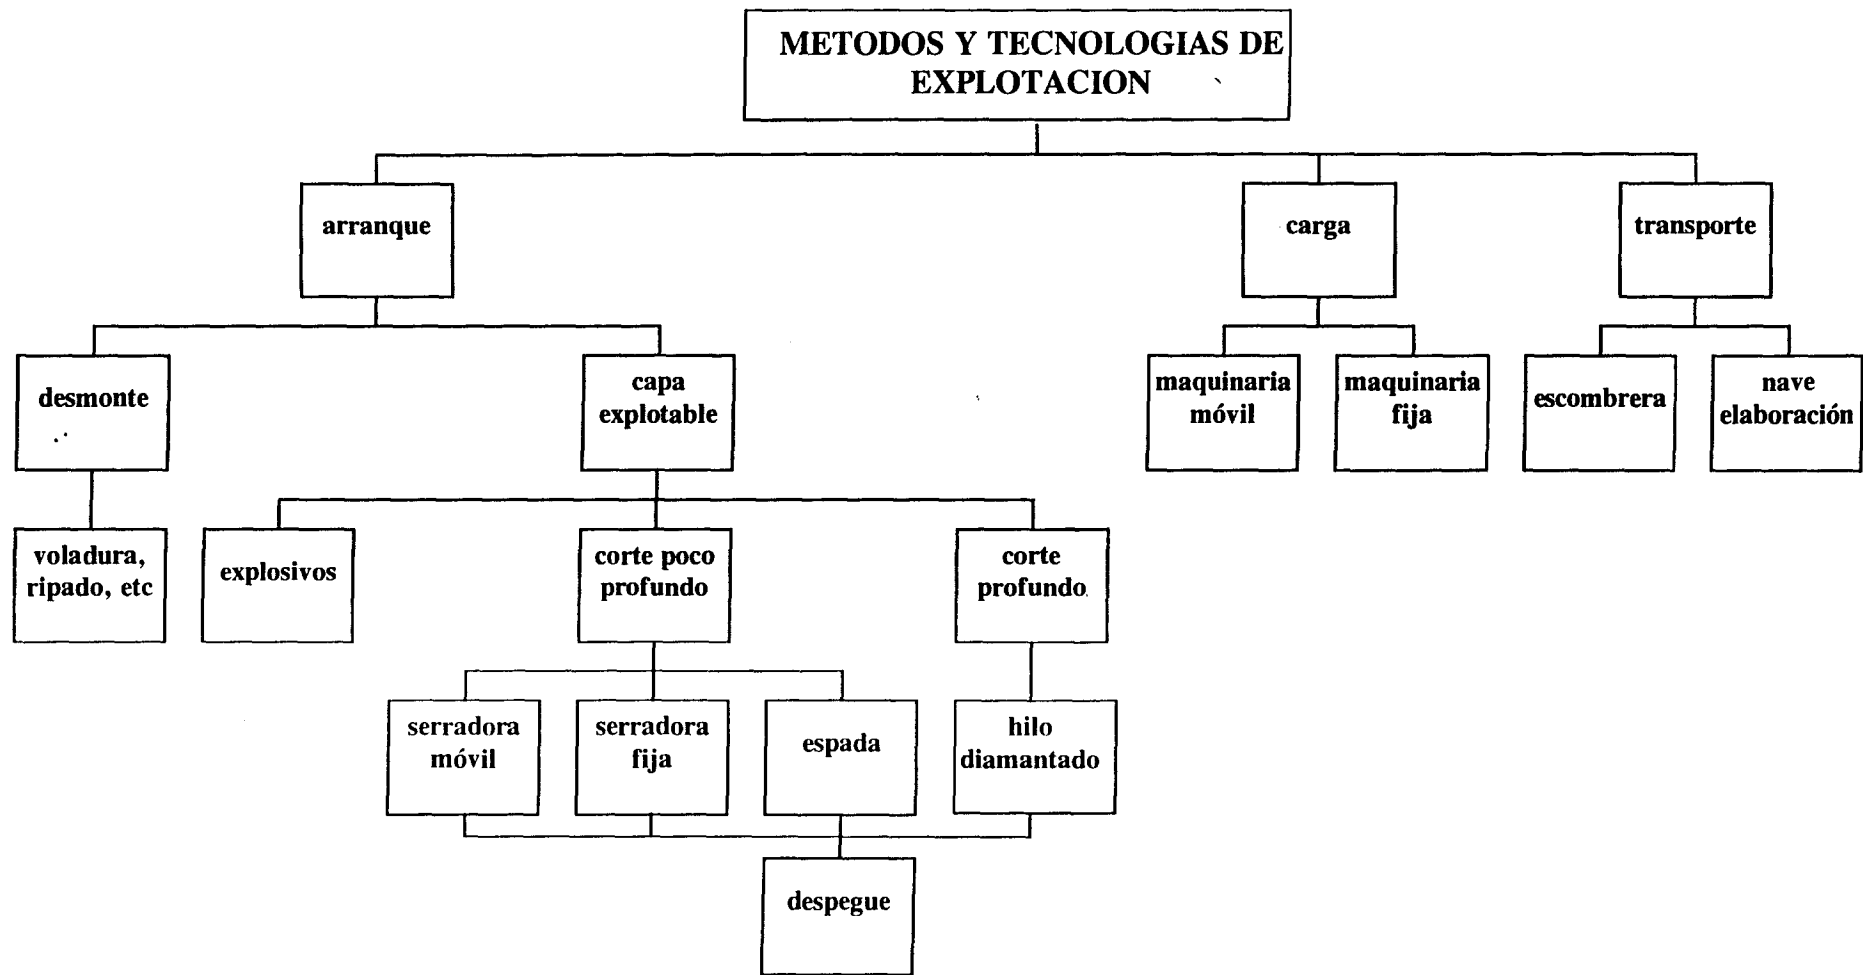 METODOS Y TECNOLOGIAS DE
EXPLOTACION
arranque
carga
transporte
desmonte
capa
explotable
maquinaria
móvil
maquinaria
fija
escombrera
nave
elaboración
voladura,
ripado, etc
explosivos
corte poco
profundo
corte
profundo
serradora
móvil
serradora
fija
espada
hilo
diamantado
despegue